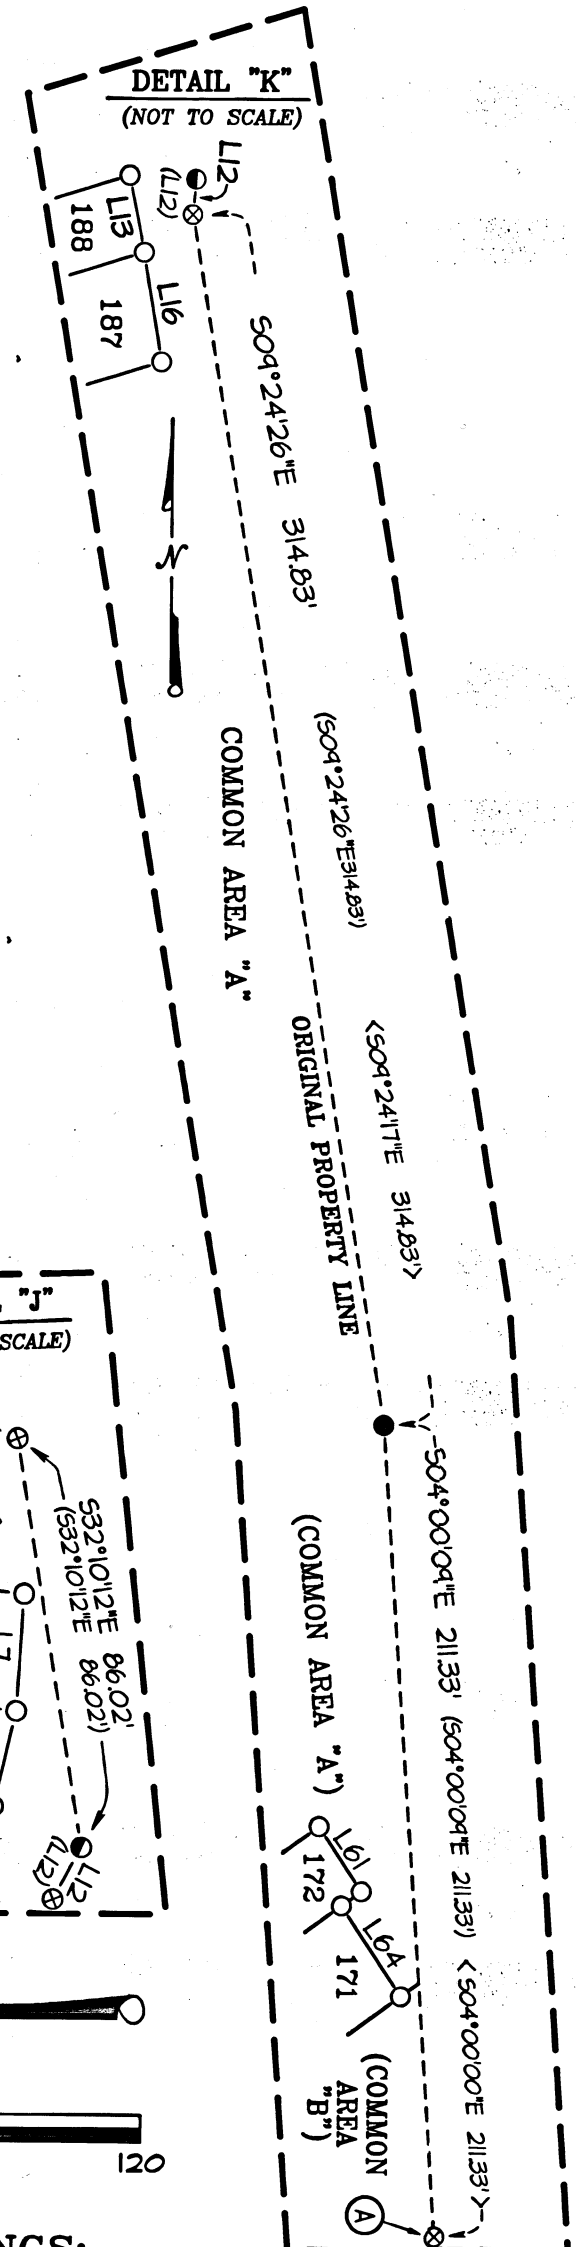 DETAIL "K"
(NOT TO SCALE)
L12
(L12)
L13
188
L16
187
S09°24'26"E 314.83'
N
(S09°24'26"E 314.83')
COMMON AREA "A"
<S09°24'17"E 314.83'>
ORIGINAL PROPERTY LINE
"J"
SCALE)
S32°10'12"E 86.02'
(S32°10'12"E 86.02')
L7
L12
(L12)
S04°00'09"E 211.33' (S04°00'09"E 211.33') <S04°00'00"E 211.33'>
(COMMON AREA "A")
L61
172
L64
171
(COMMON
AREA
"B")
A
120
NGS: